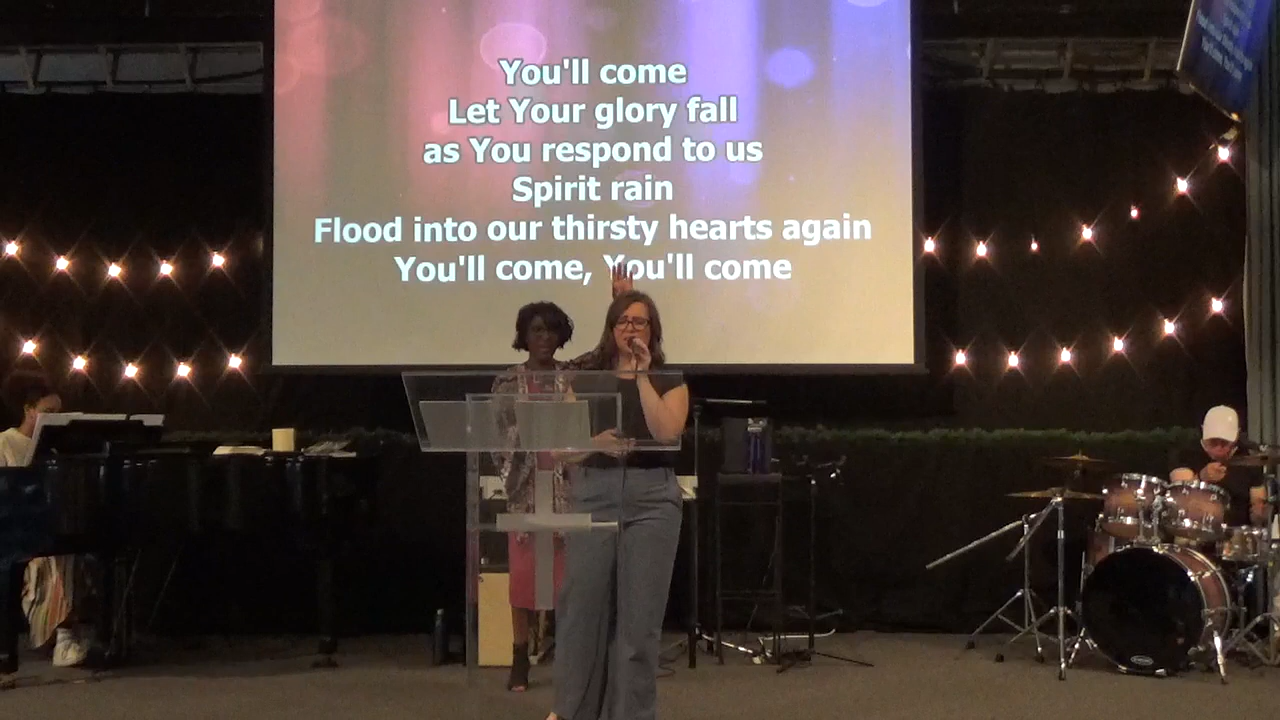 You'll come
Let Your glory fall
as You respond to us
Spirit rain
Flood into our thirsty hearts again
You'll come, You'll come